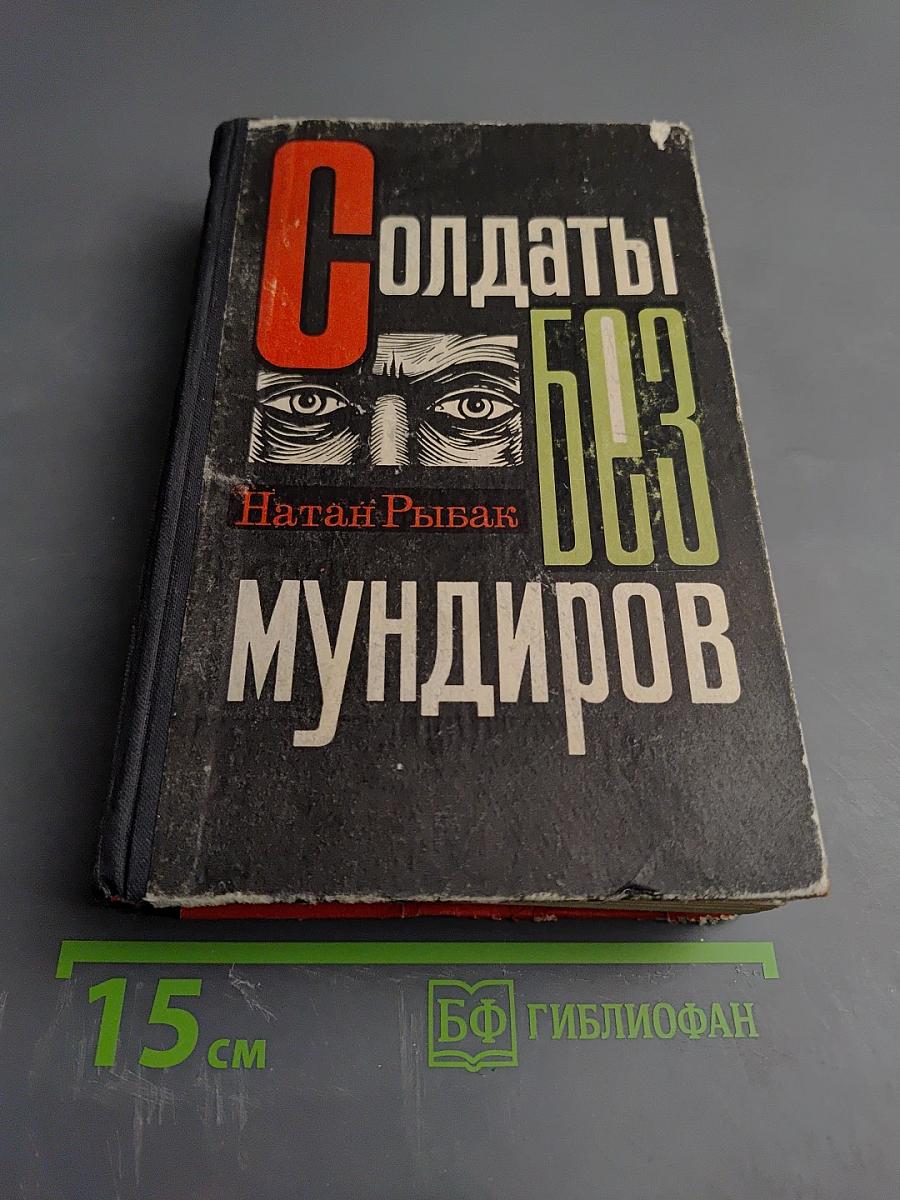 Солдаты
без
Натан Рыбак
мундиров
15 см
БФ ГИБЛИОФАН